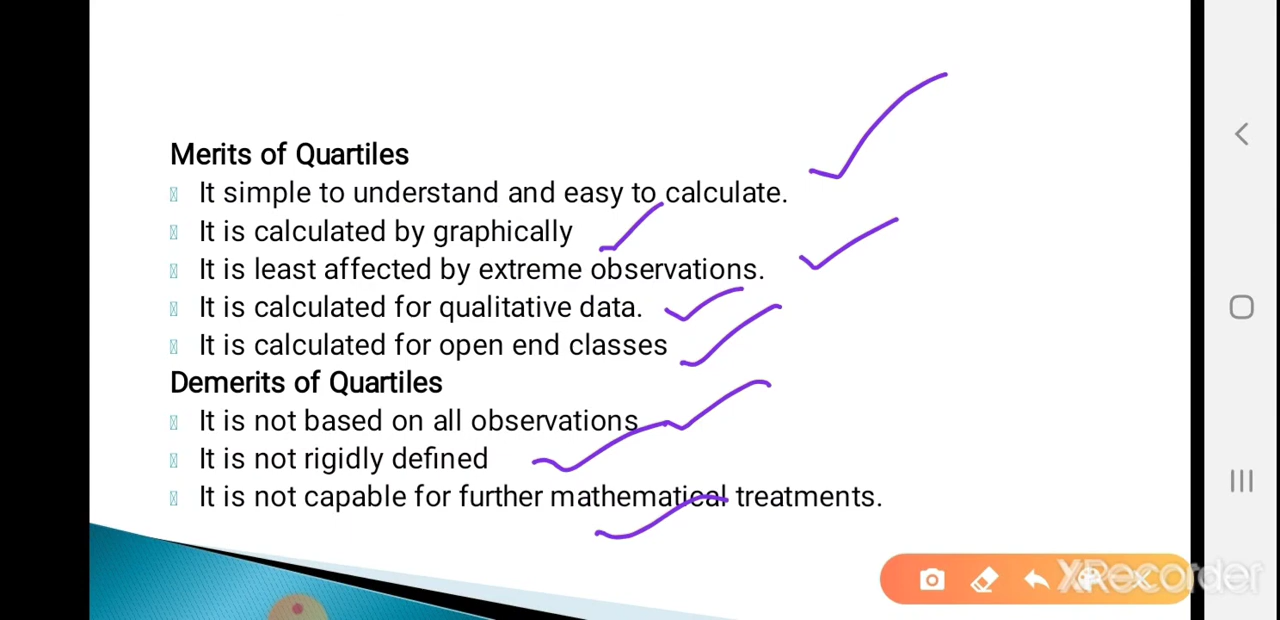 Merits of Quartiles
It simple to understand and easy to calculate.
It is calculated by graphically
It is least affected by extreme observations.
It is calculated for qualitative data.
It is calculated for open end classes
Demerits of Quartiles
It is not based on all observations
It is not rigidly defined
It is not capable for further mathematical treatments.
XRecorder